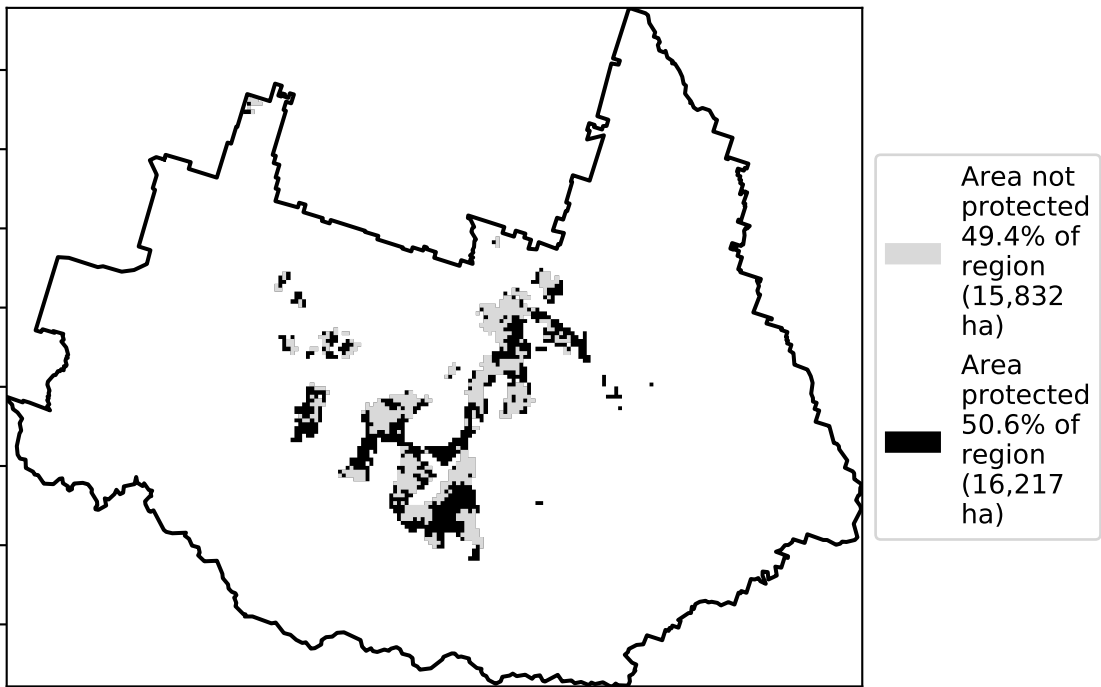 Area not
protected
49.4% of
region
(15,832
ha)
Area
protected
50.6% of
region
(16,217
ha)